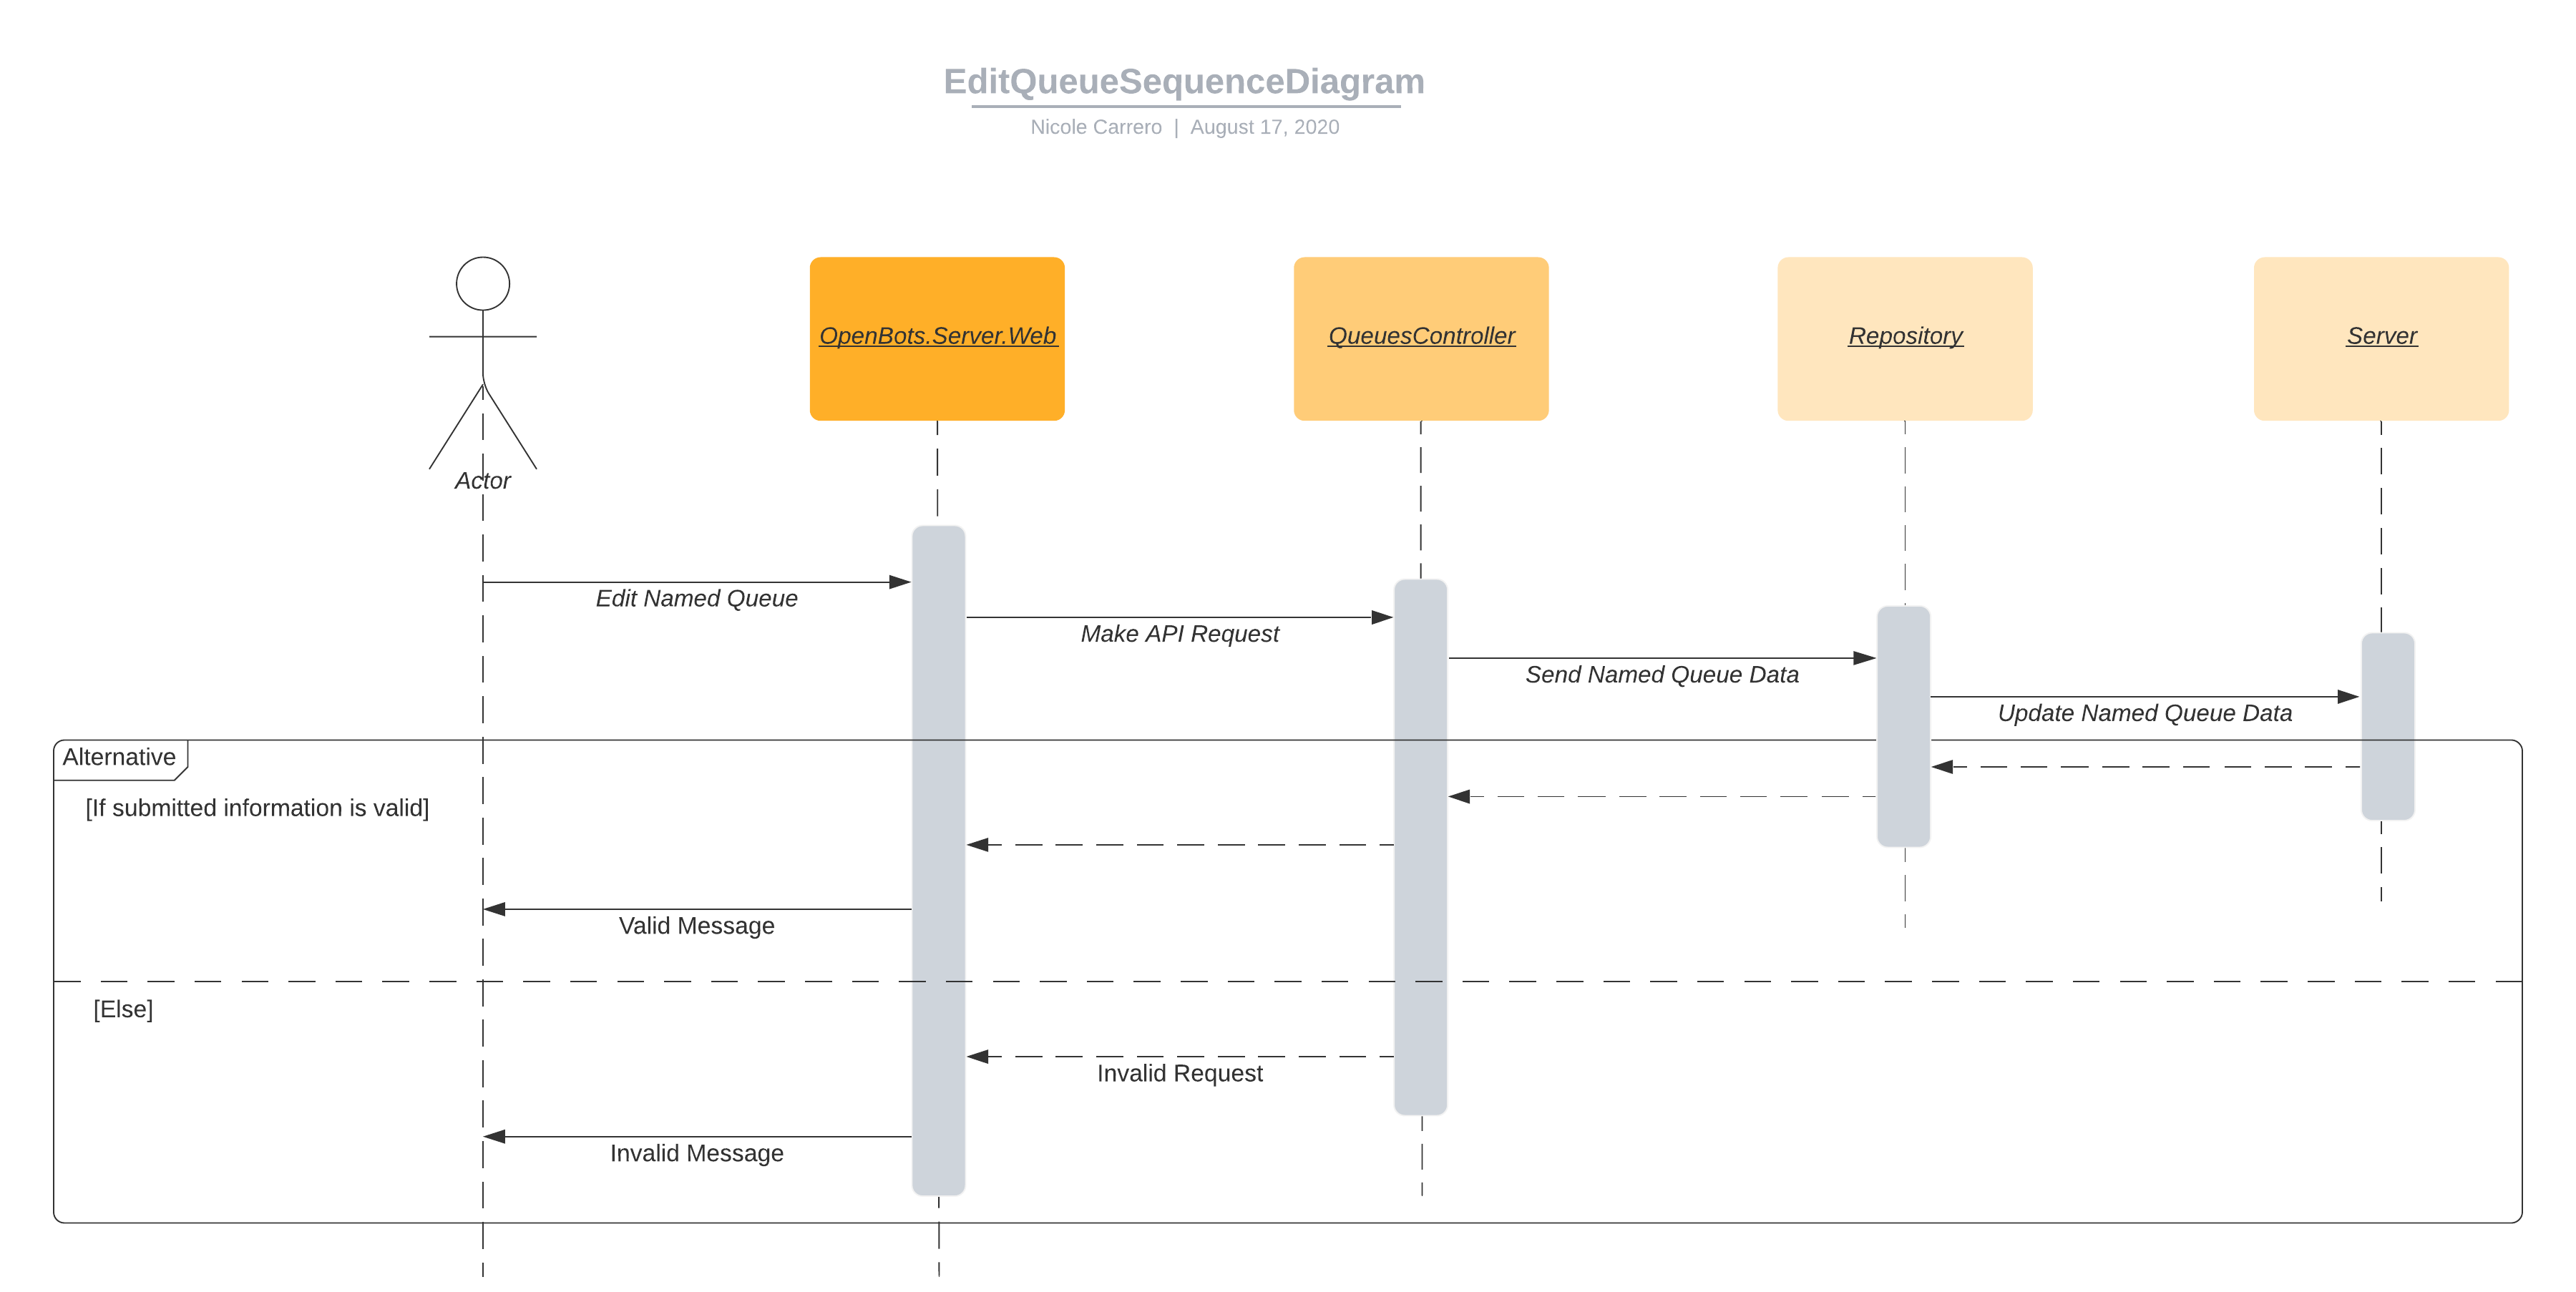 EditQueueSequenceDiagram
Nicole Carrero | August 17, 2020
OpenBots.Server.Web
QueuesController
Repository
Server
Actor
Edit Named Queue
Make API Request
Send Named Queue Data
Update Named Queue Data
Alternative
[If submitted information is valid]
Valid Message
[Else]
Invalid Request
Invalid Message